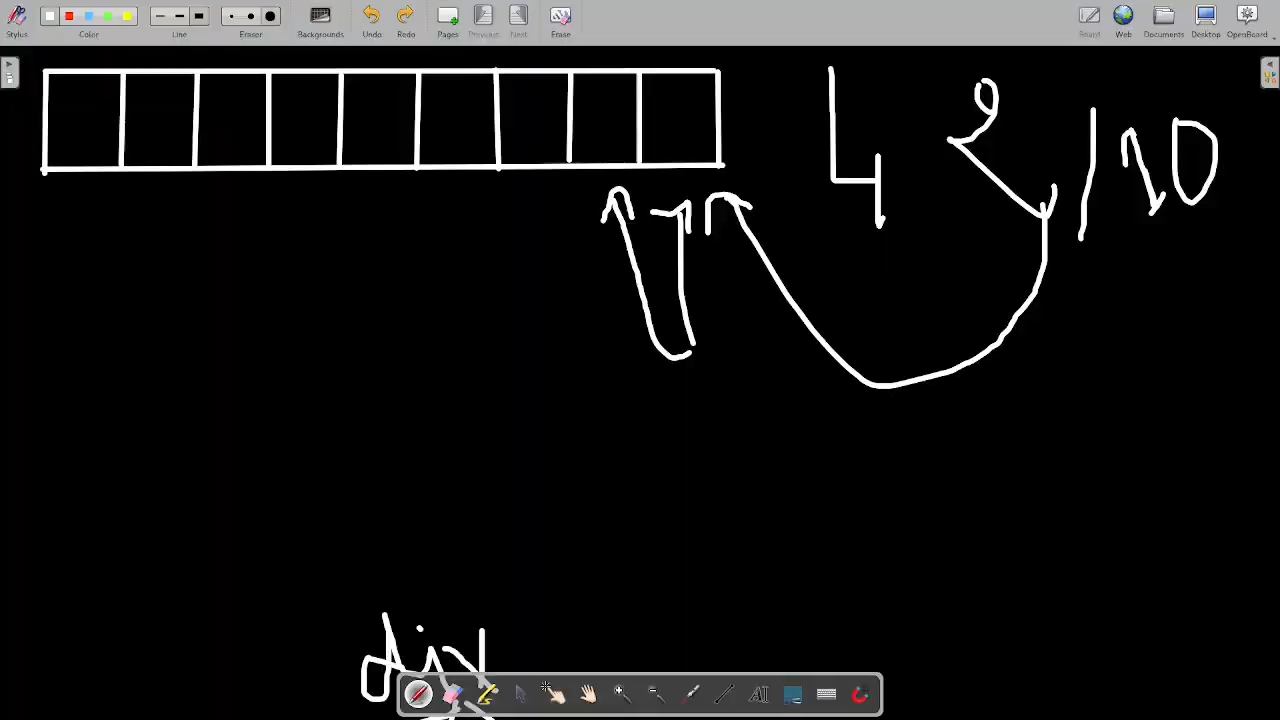 Stylus
Color
Line
Eraser
Backgrounds
Undo
Redo
Pages
Previous
Next
Erase
Board
Web
Documents
Desktop
OpenBoard
4 2 / 10